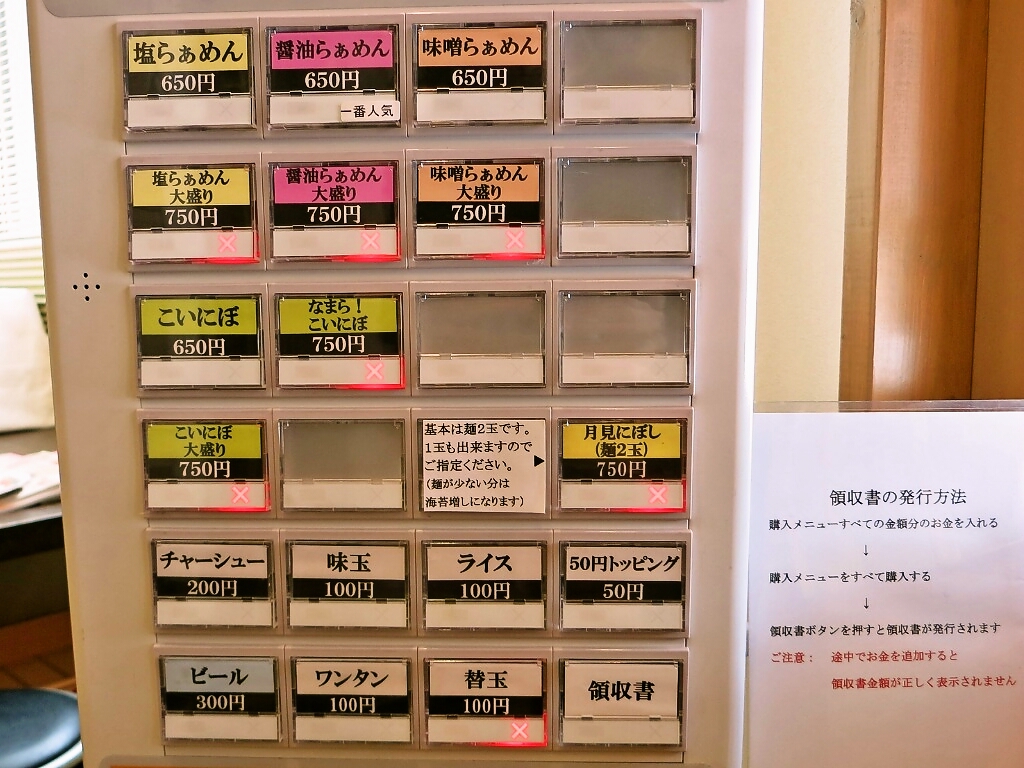 塩らぁめん
650円
醤油らぁめん
650円
一番人気
味噌らぁめん
650円
塩らぁめん
大盛り
750円
醤油らぁめん
大盛り
750円
味噌らぁめん
大盛り
750円
こいにぼ
650円
なまら！
こいにぼ
750円
こいにぼ
大盛り
750円
基本は麺2玉です。
1玉も出来ますので
ご指定ください。
(麺が少ない分は
海苔増しになります)
月見にぼし
(麺2玉)
750円
チャーシュー
200円
味玉
100円
ライス
100円
50円トッピング
50円
ビール
300円
ワンタン
100円
替玉
100円
領収書
領収書の発行方法
購入メニューすべての金額分のお金を入れる
↓
購入メニューをすべて購入する
↓
領収書ボタンを押すと領収書が発行されます
ご注意： 途中でお金を追加すると
領収書金額が正しく表示されません